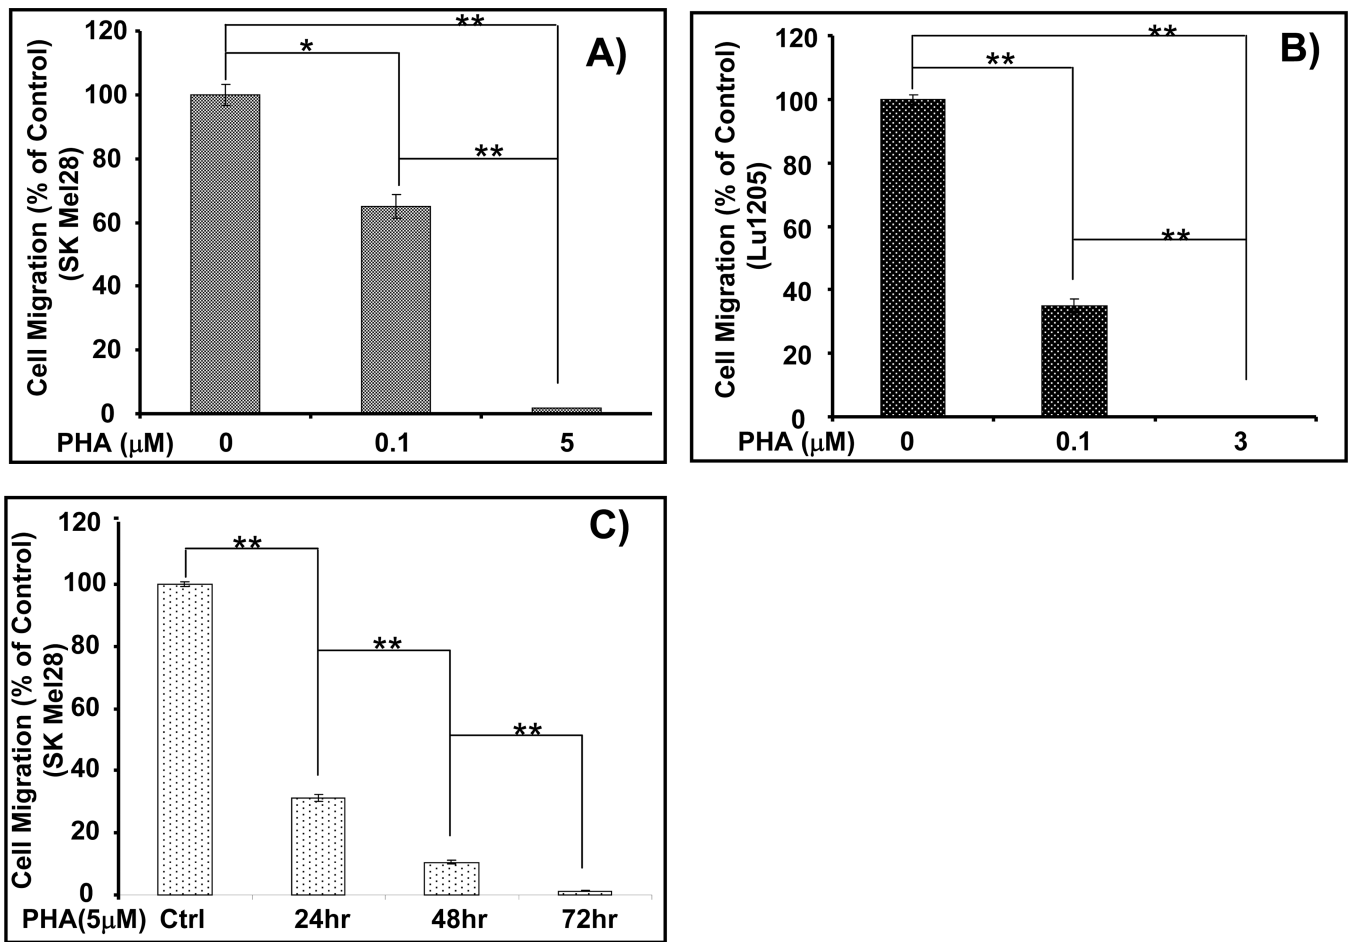 A)
Cell Migration (% of Control)
(SK Mel28)
120
100
80
60
40
20
0
**
*
**
PHA (μM) 0 0.1 5
B)
Cell Migration (% of Control)
(Lu1205)
120
100
80
60
40
20
0
**
**
**
PHA (μM) 0 0.1 3
C)
Cell Migration (% of Control)
(SK Mel28)
120
100
80
60
40
20
0
**
**
**
PHA(5μM) Ctrl 24hr 48hr 72hr